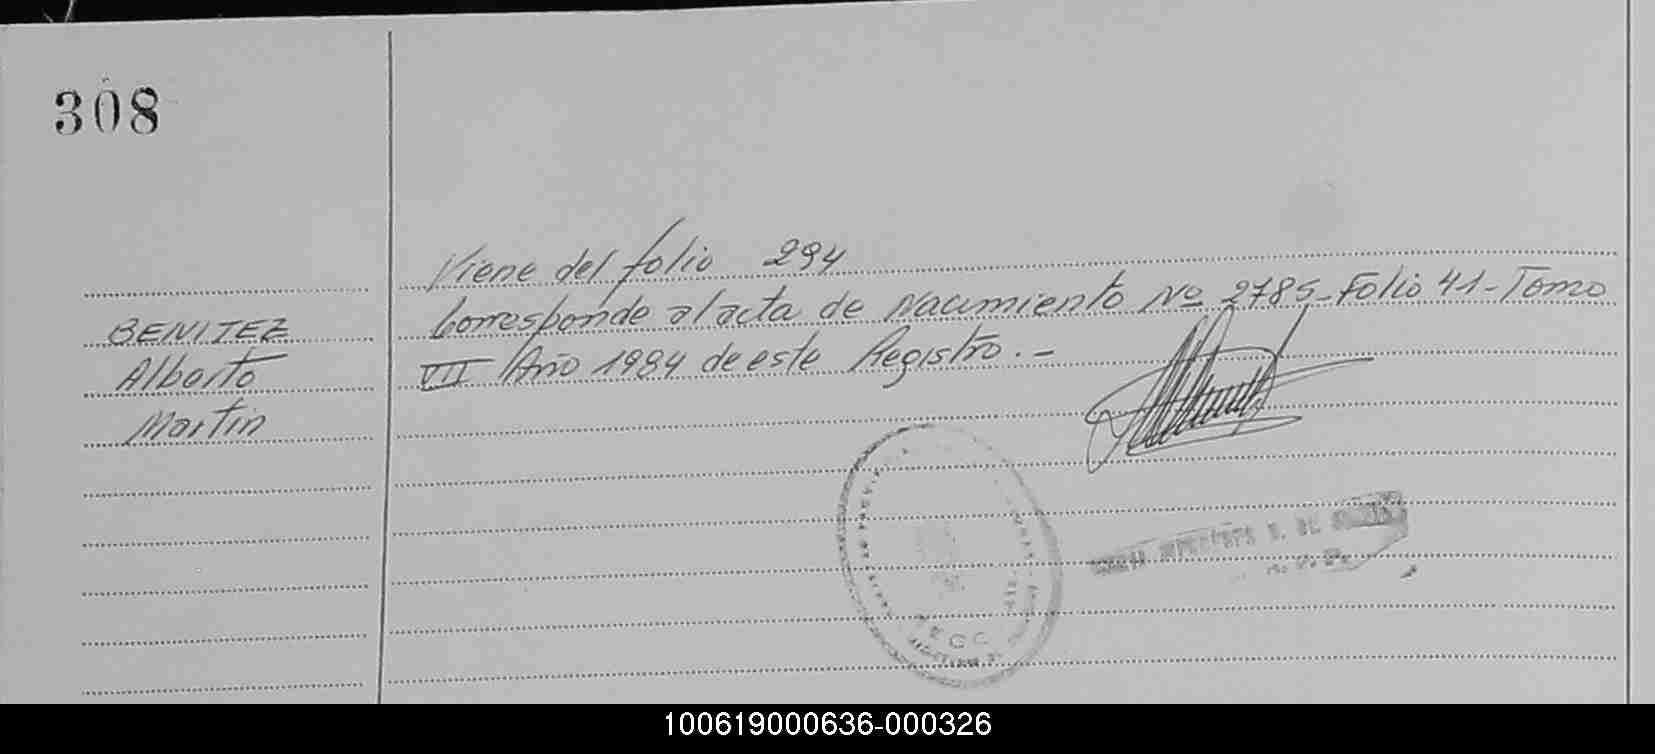 308
Viene del folio 294
BENITEZ
Alberto
Martin
Corresponde al acta de Nacimiento Nº 2785-Folio 41-Tomo
VII Año 1984 de este Registro.-
100619000636-000326